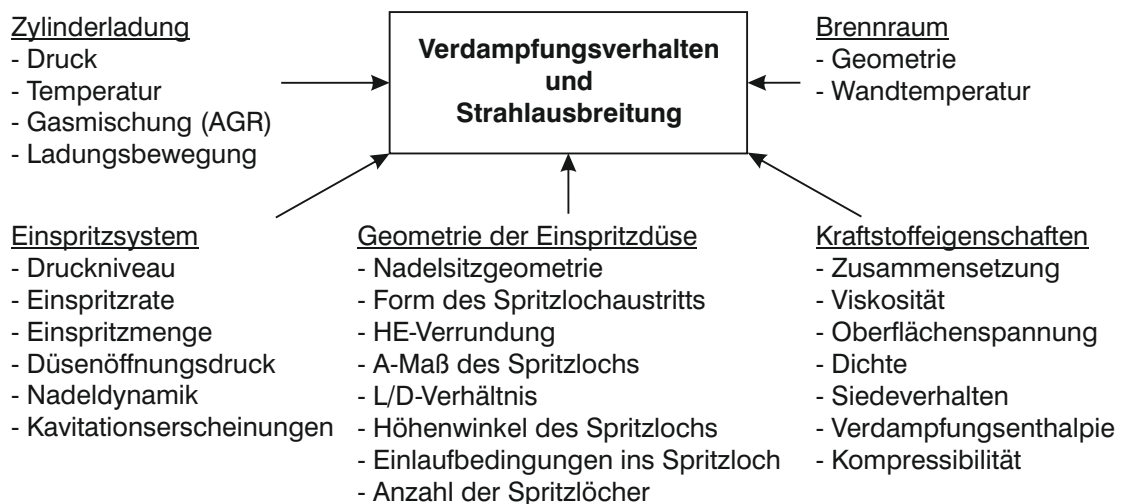 Zylinderladung
- Druck
- Temperatur
- Gasmischung (AGR)
- Ladungsbewegung
Verdampfungsverhalten
und
Strahlausbreitung
Brennraum
- Geometrie
- Wandtemperatur
Einspritzsystem
- Druckniveau
- Einspritzrate
- Einspritzmenge
- Düsenöffnungsdruck
- Nadeldynamik
- Kavitationserscheinungen
Geometrie der Einspritzdüse
- Nadelsitzgeometrie
- Form des Spritzlochaustritts
- HE-Verrundung
- A-Maß des Spritzlochs
- L/D-Verhältnis
- Höhenwinkel des Spritzlochs
- Einlaufbedingungen ins Spritzloch
- Anzahl der Spritzlöcher
Kraftstoffeigenschaften
- Zusammensetzung
- Viskosität
- Oberflächenspannung
- Dichte
- Siedeverhalten
- Verdampfungsenthalpie
- Kompressibilität